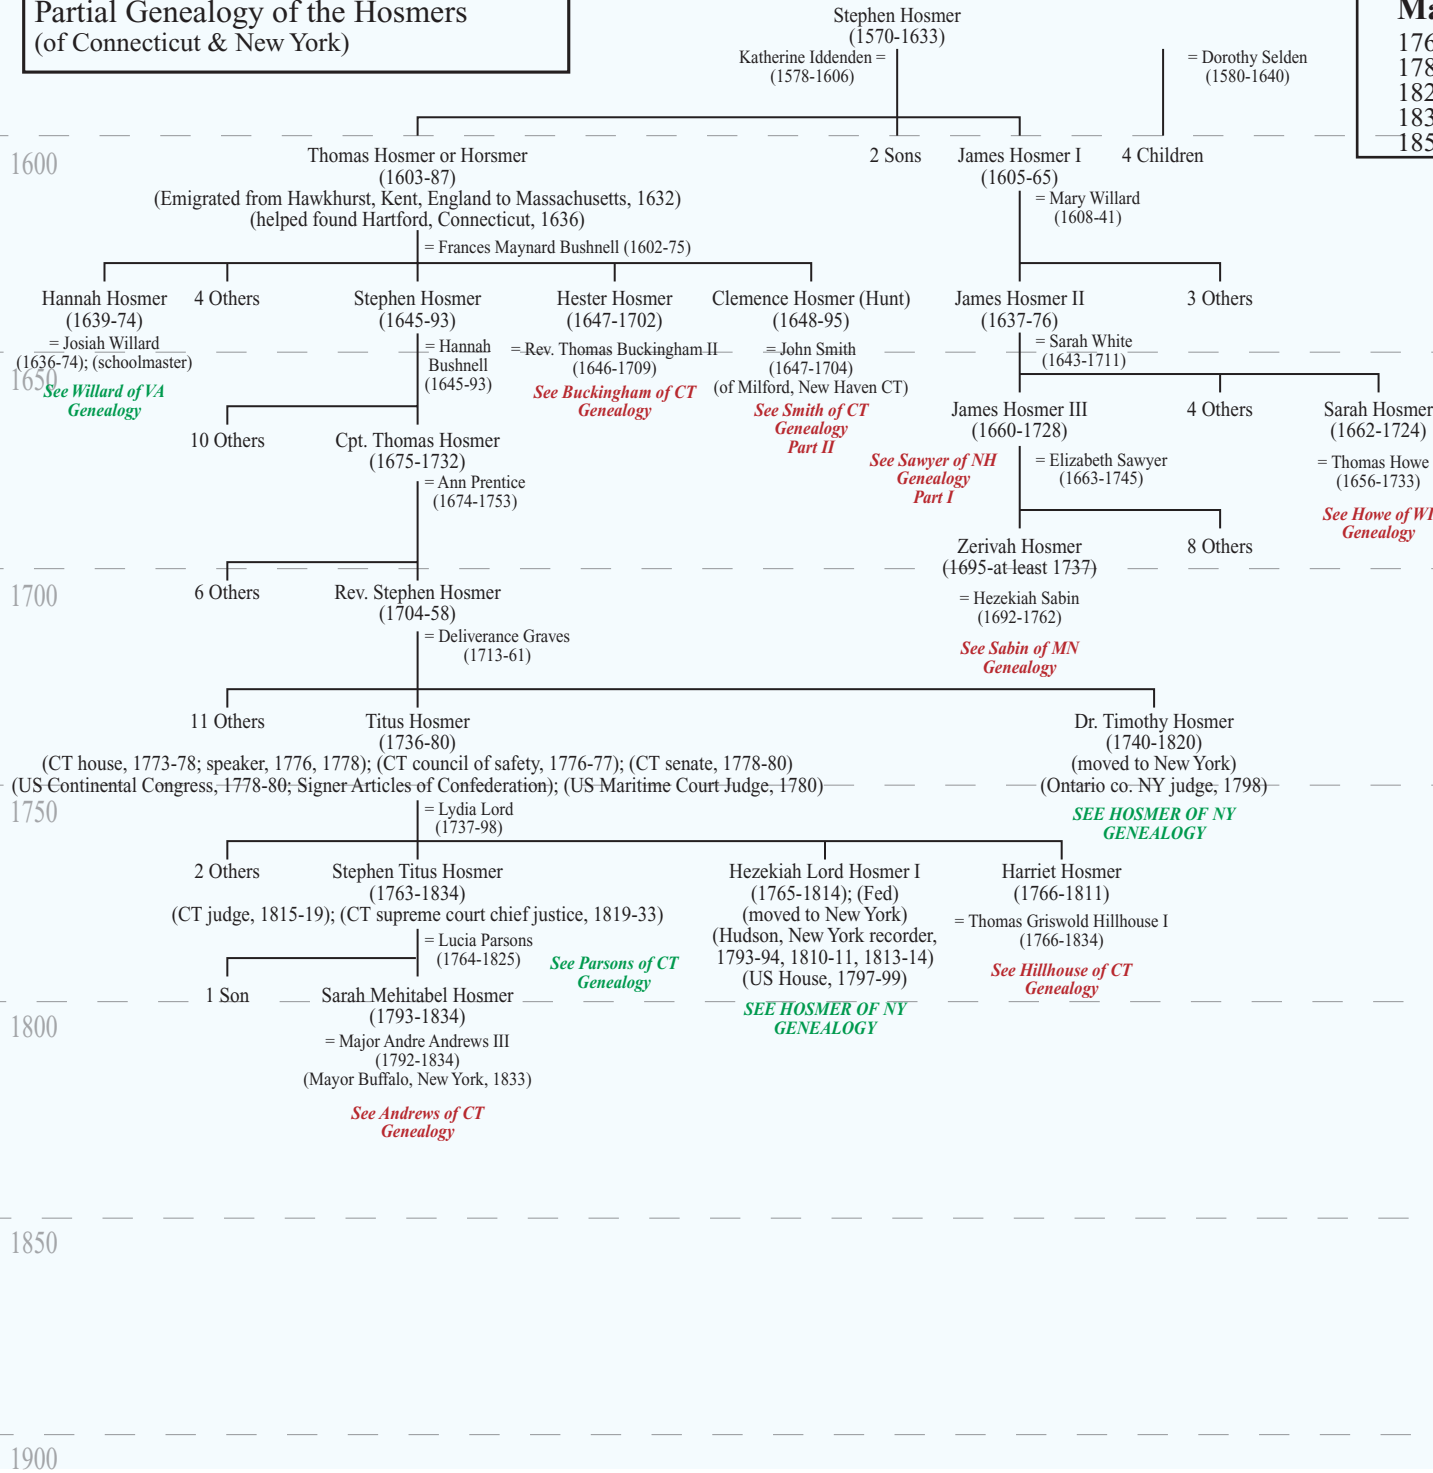 Partial Genealogy of the Hosmers
(of Connecticut & New York)
Stephen Hosmer
(1570-1633)
Katherine Iddenden =
(1578-1606)
= Dorothy Selden
(1580-1640)
1600
Thomas Hosmer or Horsmer
(1603-87)
(Emigrated from Hawkhurst, Kent, England to Massachusetts, 1632)
(helped found Hartford, Connecticut, 1636)
= Frances Maynard Bushnell (1602-75)
2 Sons
James Hosmer I
(1605-65)
= Mary Willard
(1608-41)
4 Children
Hannah Hosmer
(1639-74)
= Josiah Willard
(1636-74); (schoolmaster)
See Willard of VA
Genealogy
4 Others
Stephen Hosmer
(1645-93)
= Hannah
Bushnell
(1645-93)
Hester Hosmer
(1647-1702)
= Rev. Thomas Buckingham II
(1646-1709)
See Buckingham of CT
Genealogy
Clemence Hosmer (Hunt)
(1648-95)
= John Smith
(1647-1704)
(of Milford, New Haven CT)
See Smith of CT
Genealogy
Part II
James Hosmer II
(1637-76)
= Sarah White
(1643-1711)
3 Others
1650
10 Others
Cpt. Thomas Hosmer
(1675-1732)
= Ann Prentice
(1674-1753)
James Hosmer III
(1660-1728)
See Sawyer of NH
Genealogy
Part I
= Elizabeth Sawyer
(1663-1745)
4 Others
Sarah Hosmer
(1662-1724)
= Thomas Howe
(1656-1733)
See Howe of WI
Genealogy
Zerivah Hosmer
(1695-at least 1737)
= Hezekiah Sabin
(1692-1762)
See Sabin of MN
Genealogy
8 Others
1700
6 Others
Rev. Stephen Hosmer
(1704-58)
= Deliverance Graves
(1713-61)
11 Others
Titus Hosmer
(1736-80)
(CT house, 1773-78; speaker, 1776, 1778); (CT council of safety, 1776-77); (CT senate, 1778-80)
(US Continental Congress, 1778-80; Signer Articles of Confederation); (US Maritime Court Judge, 1780)
= Lydia Lord
(1737-98)
Dr. Timothy Hosmer
(1740-1820)
(moved to New York)
(Ontario co. NY judge, 1798)
SEE HOSMER OF NY
GENEALOGY
1750
2 Others
Stephen Titus Hosmer
(1763-1834)
(CT judge, 1815-19); (CT supreme court chief justice, 1819-33)
= Lucia Parsons
(1764-1825)
See Parsons of CT
Genealogy
Hezekiah Lord Hosmer I
(1765-1814); (Fed)
(moved to New York)
(Hudson, New York recorder,
1793-94, 1810-11, 1813-14)
(US House, 1797-99)
SEE HOSMER OF NY
GENEALOGY
Harriet Hosmer
(1766-1811)
= Thomas Griswold Hillhouse I
(1766-1834)
See Hillhouse of CT
Genealogy
1 Son
Sarah Mehitabel Hosmer
(1793-1834)
= Major Andre Andrews III
(1792-1834)
(Mayor Buffalo, New York, 1833)
See Andrews of CT
Genealogy
1800
1850
1900
Ma
176
178
182
183
185